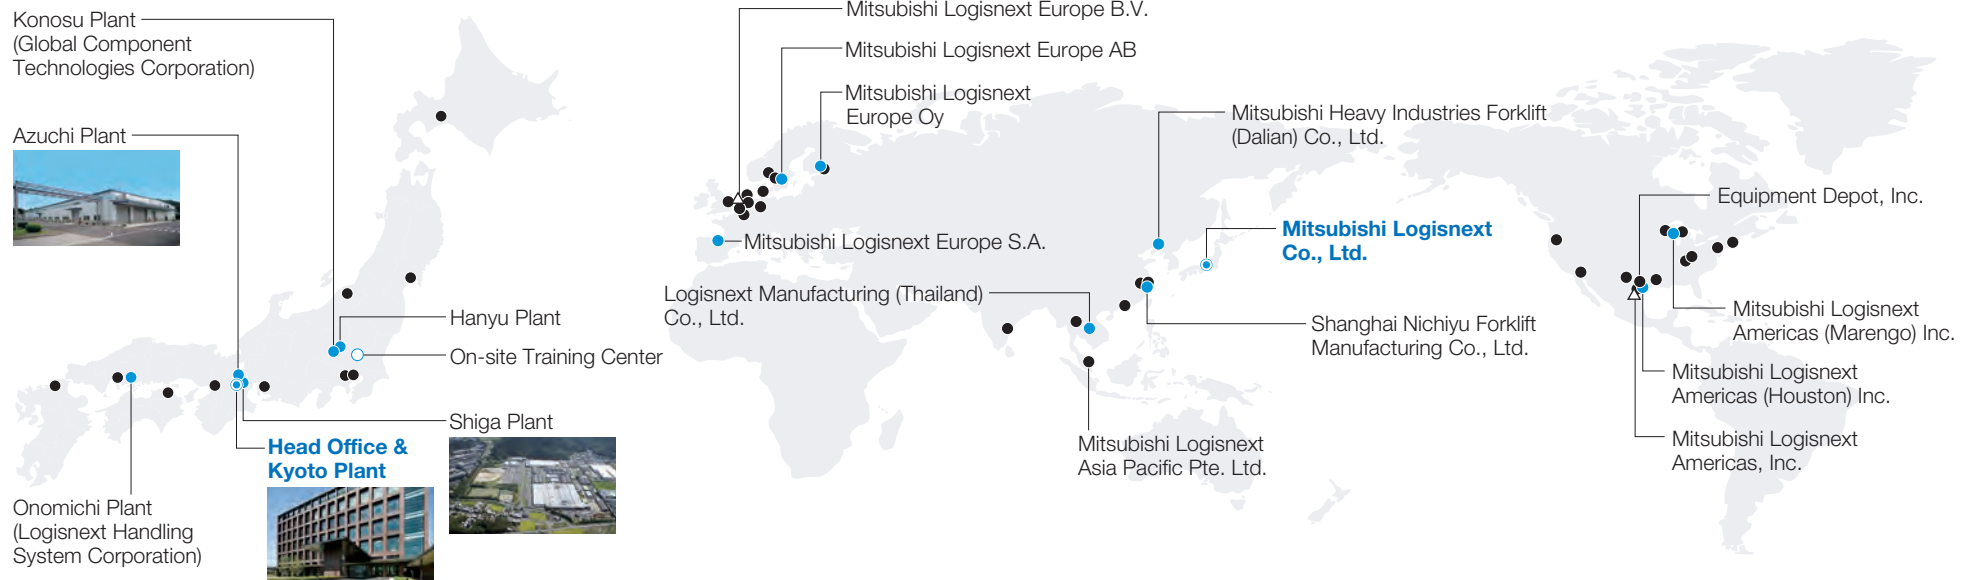 Konosu Plant
(Global Component
Technologies Corporation)
Azuchi Plant
Hanyu Plant
On-site Training Center
Shiga Plant
Head Office &
Kyoto Plant
Onomichi Plant
(Logisnext Handling
System Corporation)
Mitsubishi Logisnext Europe B.V.
Mitsubishi Logisnext Europe AB
Mitsubishi Logisnext
Europe Oy
Mitsubishi Logisnext Europe S.A.
Logisnext Manufacturing (Thailand)
Co., Ltd.
Mitsubishi Heavy Industries Forklift
(Dalian) Co., Ltd.
Mitsubishi Logisnext
Co., Ltd.
Shanghai Nichiyu Forklift
Manufacturing Co., Ltd.
Mitsubishi Logisnext
Asia Pacific Pte. Ltd.
Equipment Depot, Inc.
Mitsubishi Logisnext
Americas (Marengo) Inc.
Mitsubishi Logisnext
Americas (Houston) Inc.
Mitsubishi Logisnext
Americas, Inc.